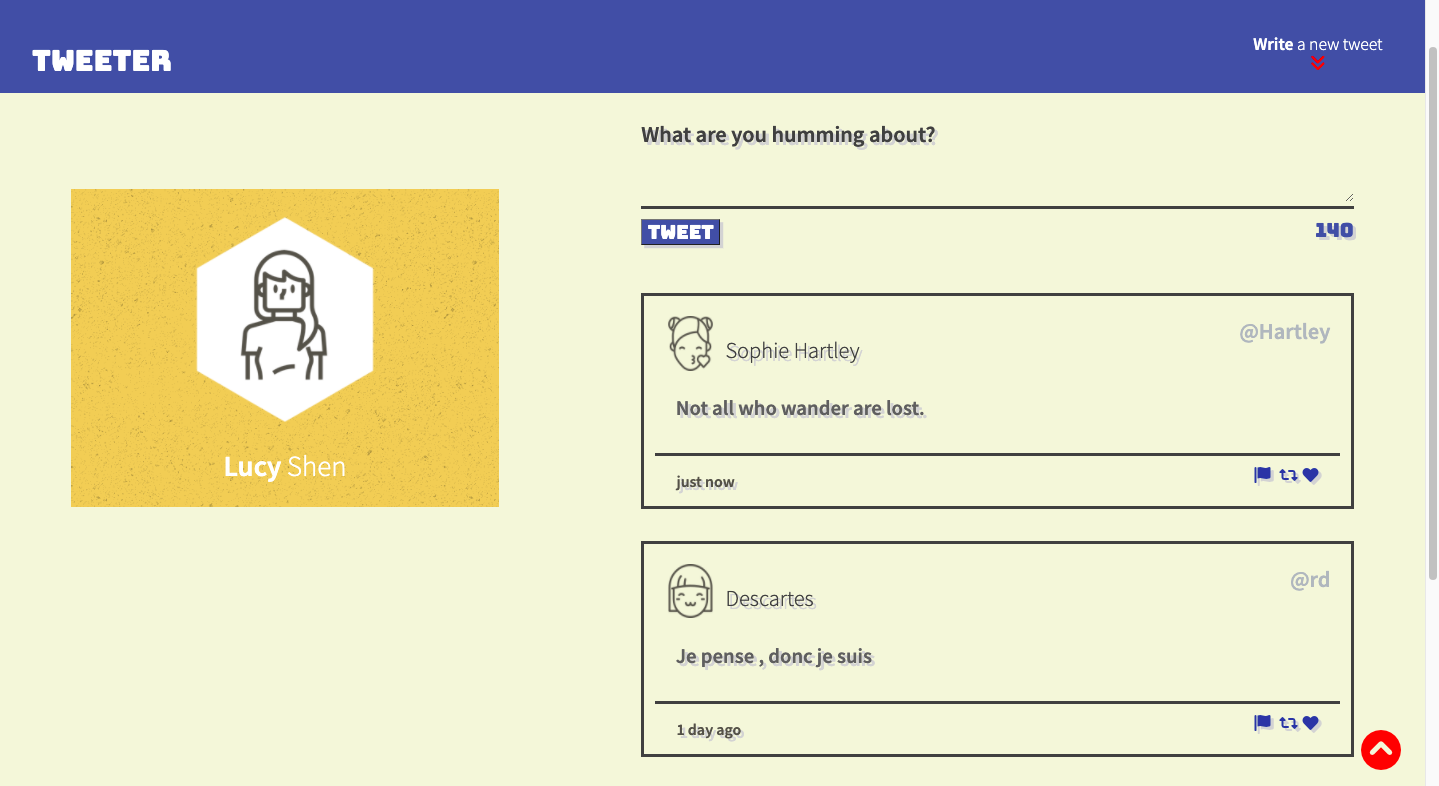 TWEETER
Write a new tweet
What are you humming about?
TWEET
140
Lucy Shen
Sophie Hartley
@Hartley
Not all who wander are lost.
just now
Descartes
@rd
Je pense , donc je suis
1 day ago